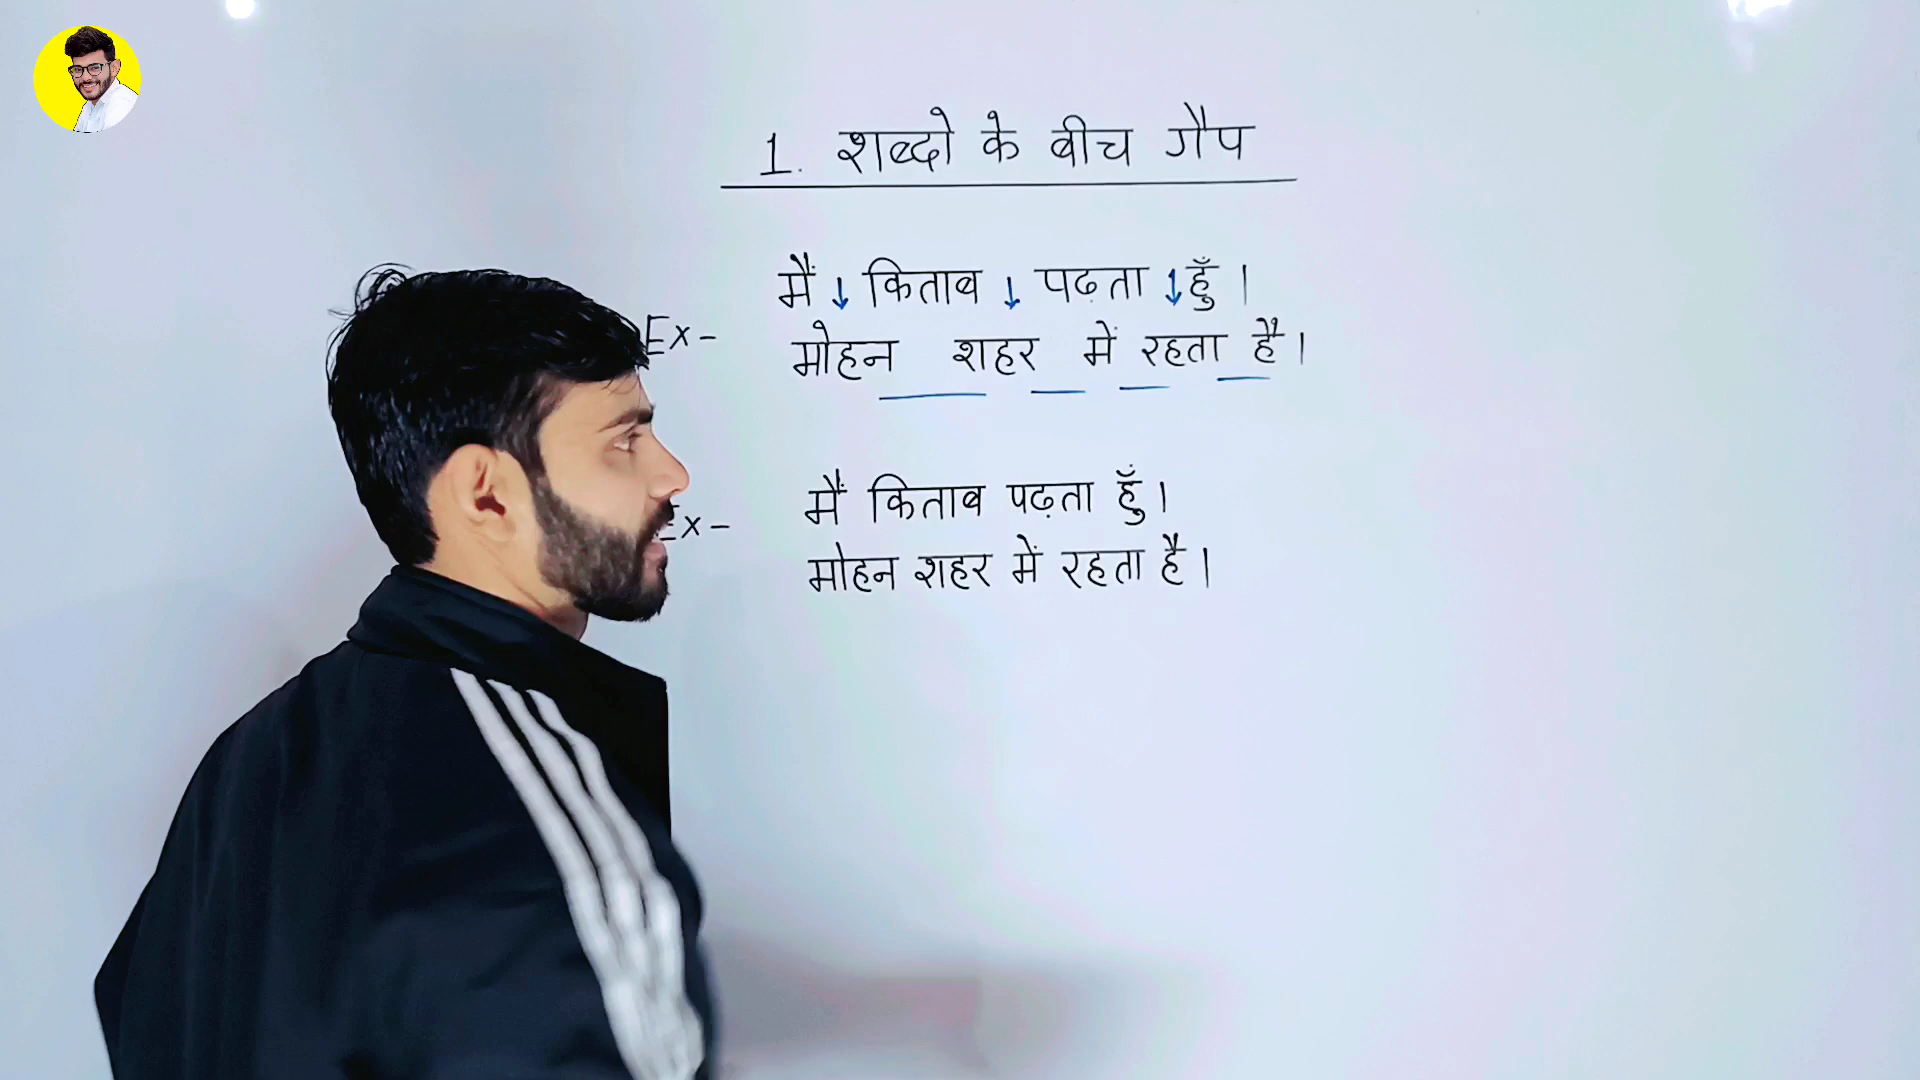 1. शब्दो के बीच गैप
Ex-
मैं ↓ किताब ↓ पढ़ता ↓ हूँ।
मोहन शहर में रहता है।
Ex-
मैं किताब पढ़ता हूँ।
मोहन शहर में रहता है।